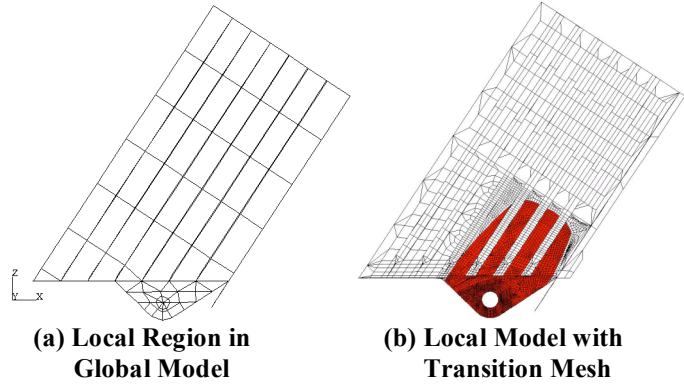 Z
Y X
(a) Local Region in
Global Model
(b) Local Model with
Transition Mesh